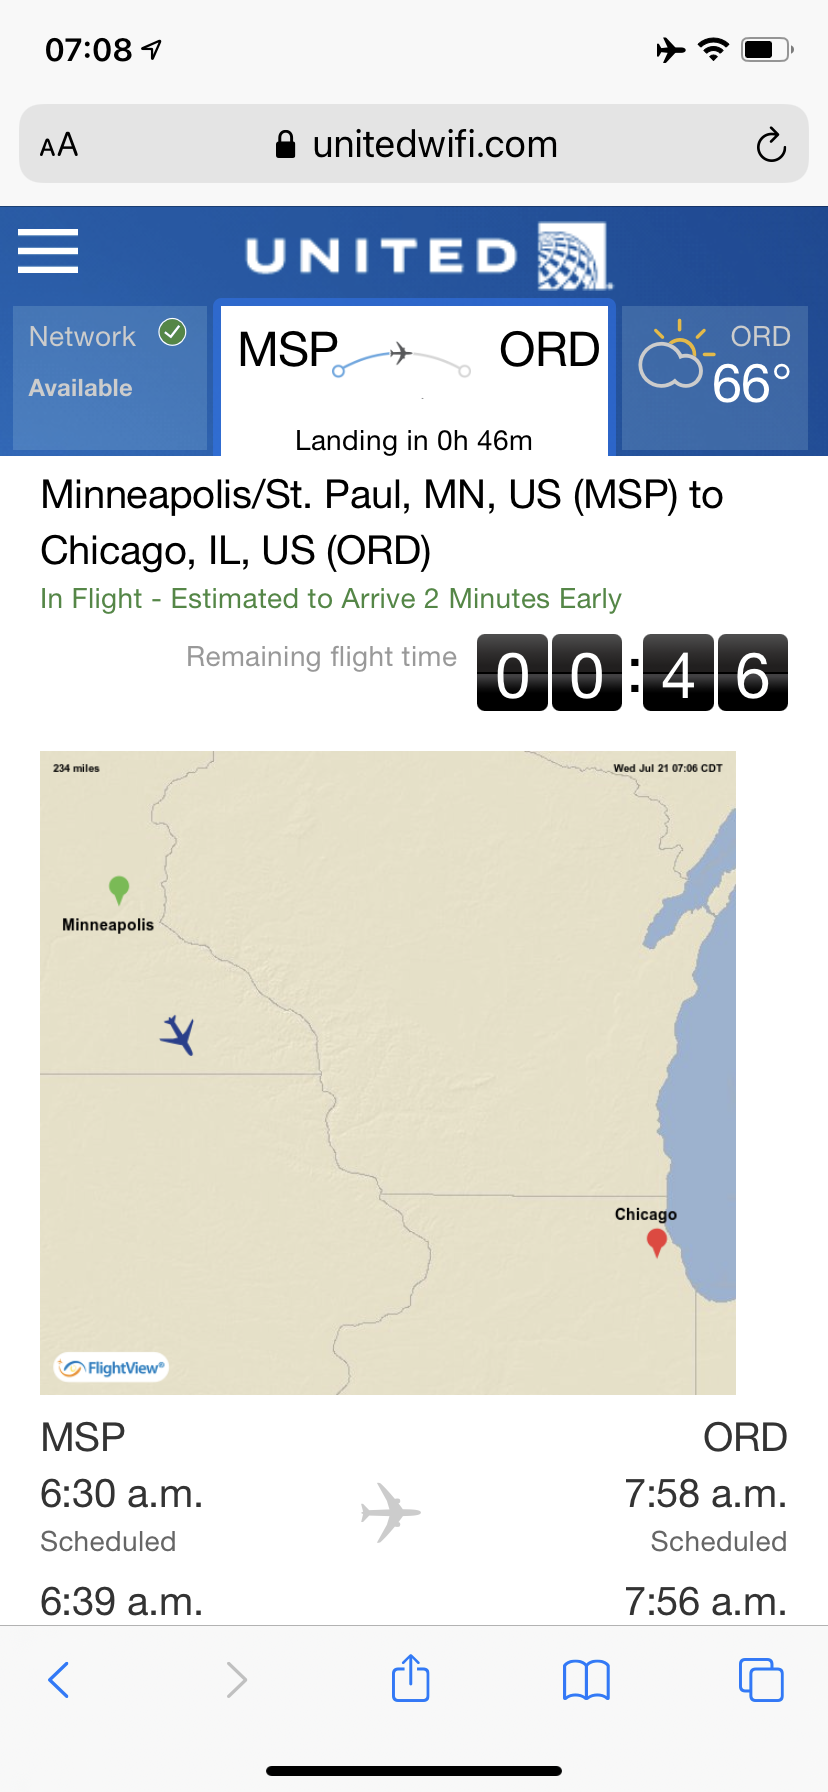 07:08
AA unitedwifi.com
UNITED
Network
Available
MSP ORD
Landing in 0h 46m
ORD
66°
Minneapolis/St. Paul, MN, US (MSP) to
Chicago, IL, US (ORD)
In Flight - Estimated to Arrive 2 Minutes Early
Remaining flight time 00:46
234 miles Wed Jul 21 07:06 CDT
Minneapolis
Chicago
FlightView®
MSP ORD
6:30 a.m. 7:58 a.m.
Scheduled Scheduled
6:39 a.m. 7:56 a.m.